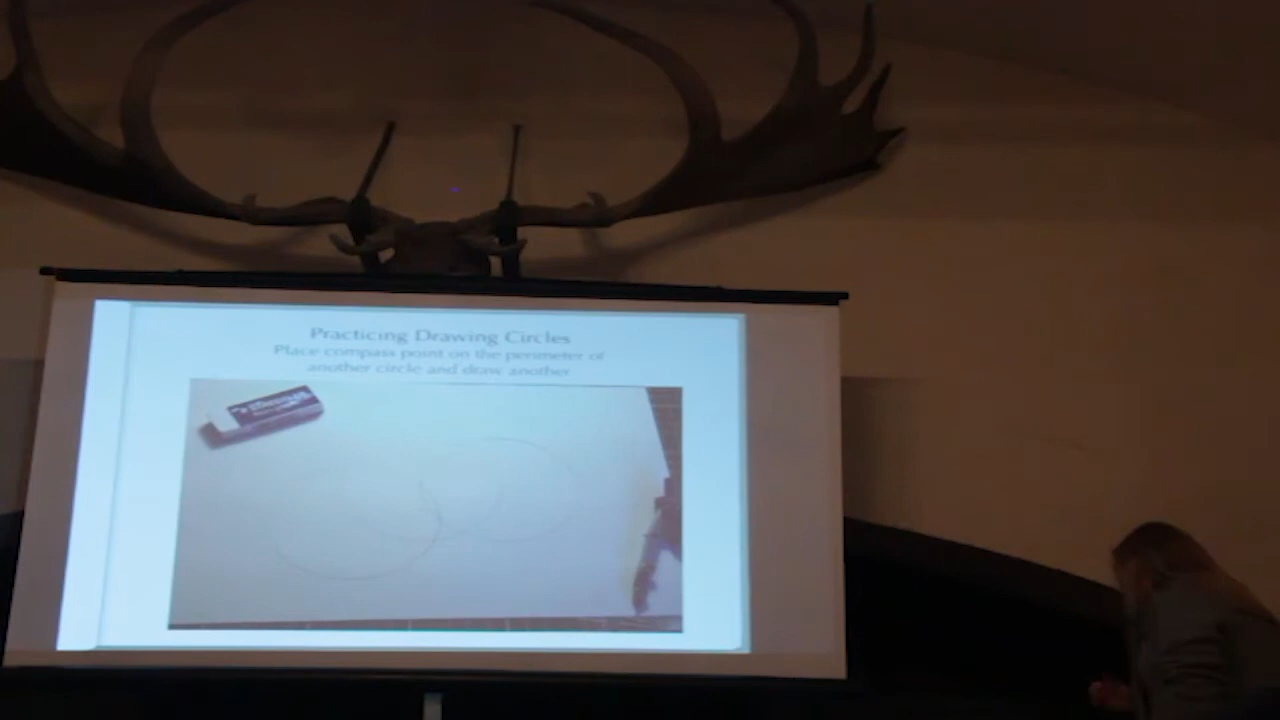 Practicing Drawing Circles
Place compass point on the perimeter of
another circle and draw another